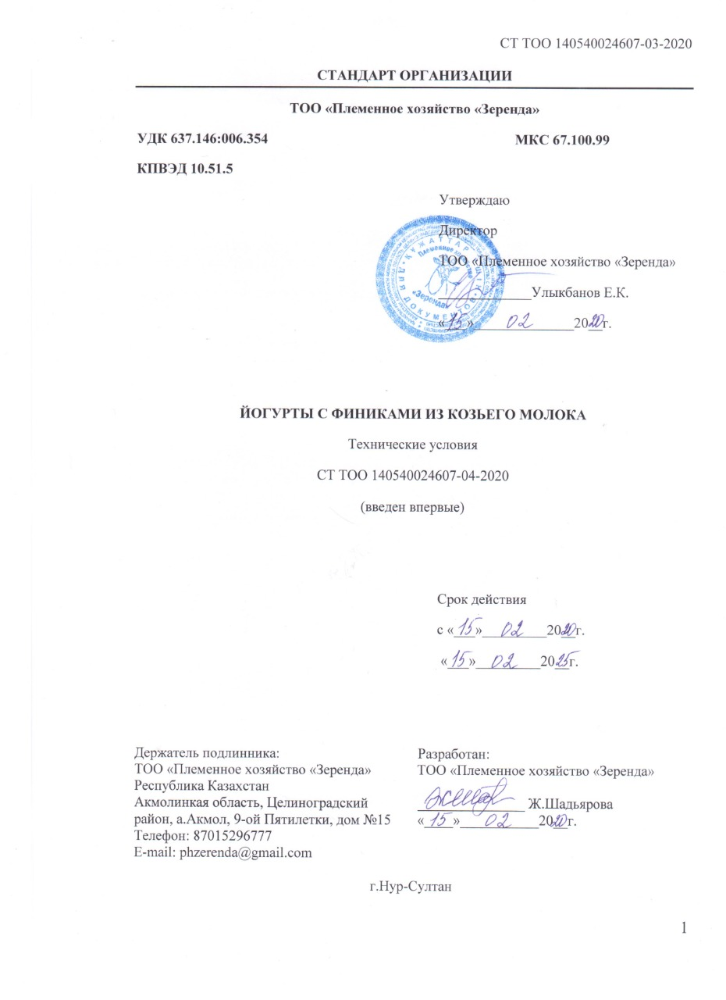 СТ ТОО 140540024607-03-2020
СТАНДАРТ ОРГАНИЗАЦИИ
ТОО «Племенное хозяйство «Зеренда»
УДК 637.146:006.354 МКС 67.100.99
КПВЭД 10.51.5
Утверждаю
Директор
ТОО «Племенное хозяйство «Зеренда»
______________Улыкбанов Е.К.
«15» 02 2020г.
ҚҰЖАТТАР ҮШІН
Племенное хозяйство
«Зеренда»
ДЛЯ ДОКУМЕНТОВ
ЙОГУРТЫ С ФИНИКАМИ ИЗ КОЗЬЕГО МОЛОКА
Технические условия
СТ ТОО 140540024607-04-2020
(введен впервые)
Срок действия
с «15» 02 2020г.
«15» 02 2025г.
Держатель подлинника:
ТОО «Племенное хозяйство «Зеренда»
Республика Казахстан
Акмолинкая область, Целиноградский
район, а.Акмол, 9-ой Пятилетки, дом №15
Телефон: 87015296777
E-mail: phzerenda@gmail.com
Разработан:
ТОО «Племенное хозяйство «Зеренда»
________________ Ж.Шадьярова
«15» 02 2020г.
г.Нур-Султан
1